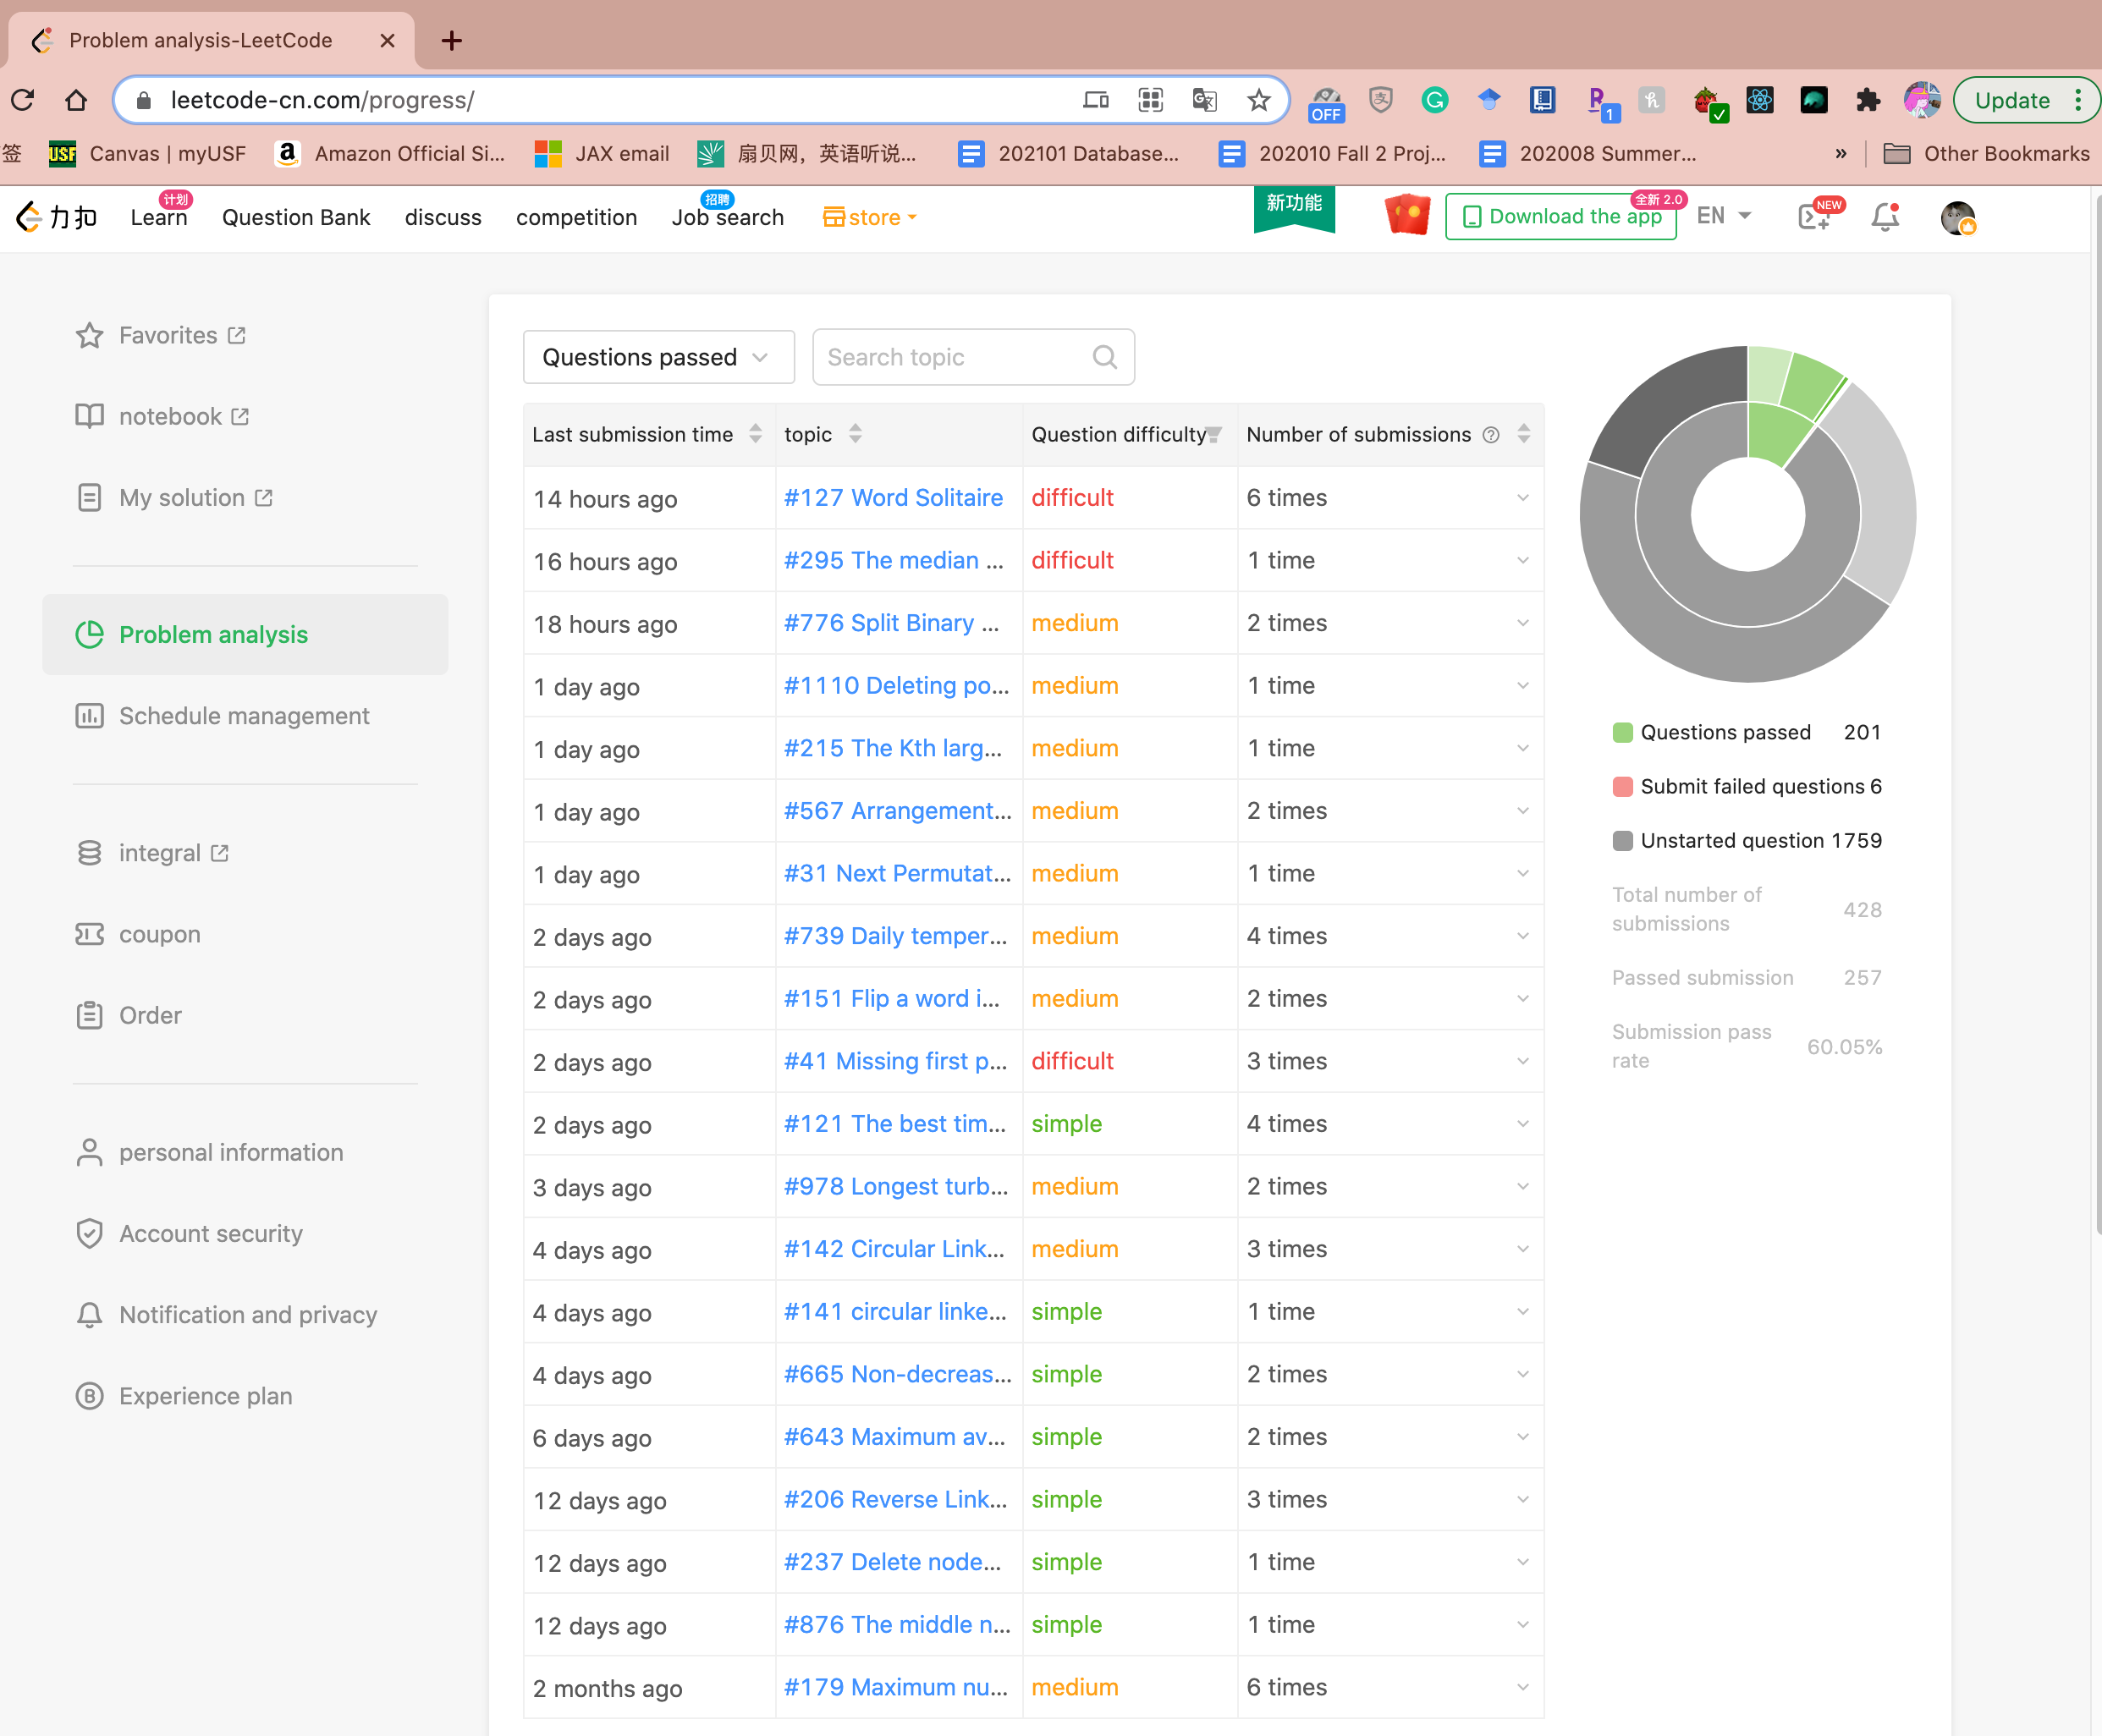 Problem analysis-LeetCode
leetcode-cn.com/progress/
OFF
1
Update
签
USF Canvas | myUSF
a Amazon Official Si...
JAX email
扇贝网，英语听说...
202101 Database...
202010 Fall 2 Proj...
202008 Summer...
»
Other Bookmarks
力扣
计划
Learn
Question Bank
discuss
competition
招聘
Job search
store
新功能
全新 2.0
Download the app
EN
NEW
Favorites
notebook
My solution
Problem analysis
Schedule management
integral
coupon
Order
personal information
Account security
Notification and privacy
Experience plan
Questions passed
Search topic
Last submission time topic Question difficulty Number of submissions
14 hours ago #127 Word Solitaire difficult 6 times
16 hours ago #295 The median ... difficult 1 time
18 hours ago #776 Split Binary ... medium 2 times
1 day ago #1110 Deleting po... medium 1 time
1 day ago #215 The Kth larg... medium 1 time
1 day ago #567 Arrangement... medium 2 times
1 day ago #31 Next Permutat... medium 1 time
2 days ago #739 Daily temper... medium 4 times
2 days ago #151 Flip a word i... medium 2 times
2 days ago #41 Missing first p... difficult 3 times
2 days ago #121 The best tim... simple 4 times
3 days ago #978 Longest turb... medium 2 times
4 days ago #142 Circular Link... medium 3 times
4 days ago #141 circular linke... simple 1 time
4 days ago #665 Non-decreas... simple 2 times
6 days ago #643 Maximum av... simple 2 times
12 days ago #206 Reverse Link... simple 3 times
12 days ago #237 Delete node... simple 1 time
12 days ago #876 The middle n... simple 1 time
2 months ago #179 Maximum nu... medium 6 times
Questions passed 201
Submit failed questions 6
Unstarted question 1759
Total number of
submissions 428
Passed submission 257
Submission pass
rate 60.05%